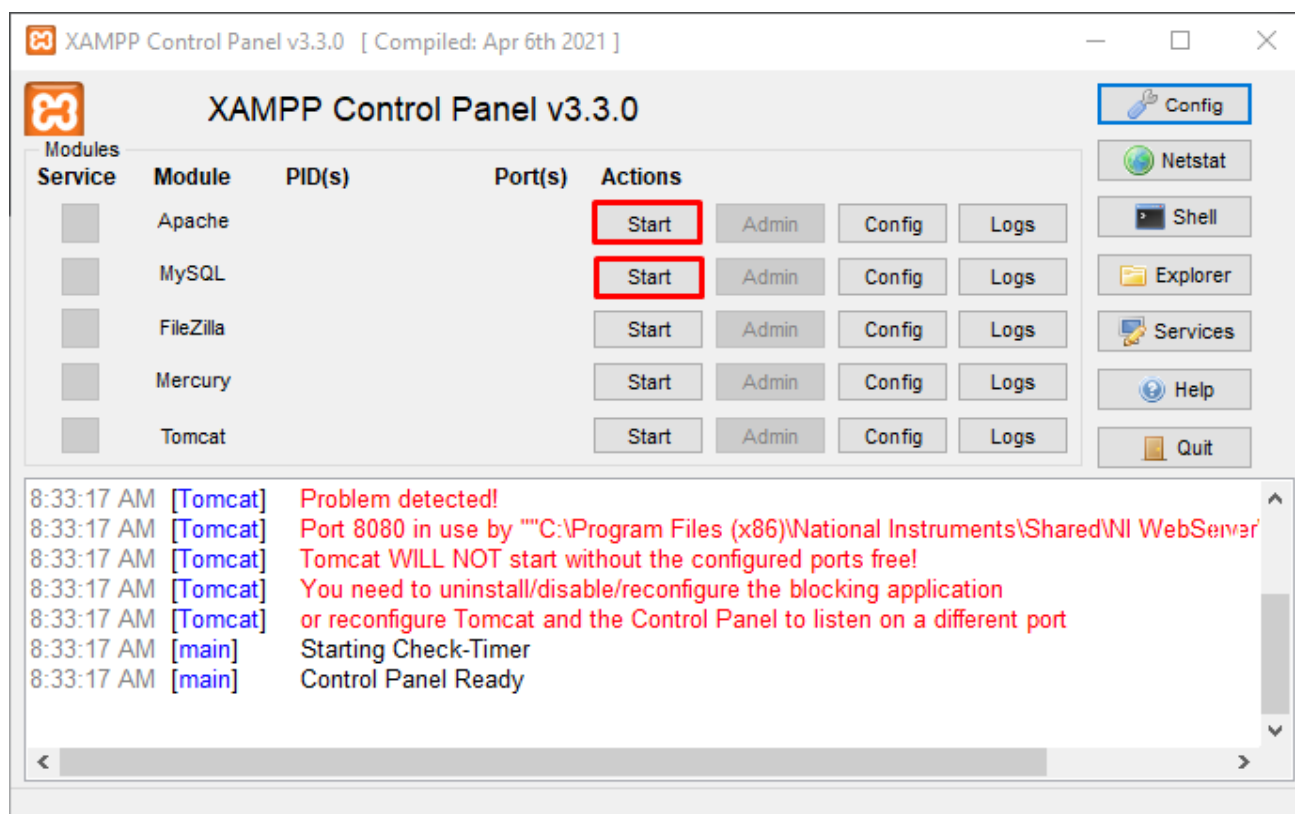 XAMPP Control Panel v3.3.0 [ Compiled: Apr 6th 2021 ]
XAMPP Control Panel v3.3.0
Config
Modules
Service Module PID(s) Port(s) Actions
Netstat
Apache Start Admin Config Logs
Shell
MySQL Start Admin Config Logs
Explorer
FileZilla Start Admin Config Logs
Services
Mercury Start Admin Config Logs
Help
Tomcat Start Admin Config Logs
Quit
8:33:17 AM [Tomcat] Problem detected!
8:33:17 AM [Tomcat] Port 8080 in use by ""C:\Program Files (x86)\National Instruments\Shared\NI WebServer\
8:33:17 AM [Tomcat] Tomcat WILL NOT start without the configured ports free!
8:33:17 AM [Tomcat] You need to uninstall/disable/reconfigure the blocking application
8:33:17 AM [Tomcat] or reconfigure Tomcat and the Control Panel to listen on a different port
8:33:17 AM [main] Starting Check-Timer
8:33:17 AM [main] Control Panel Ready